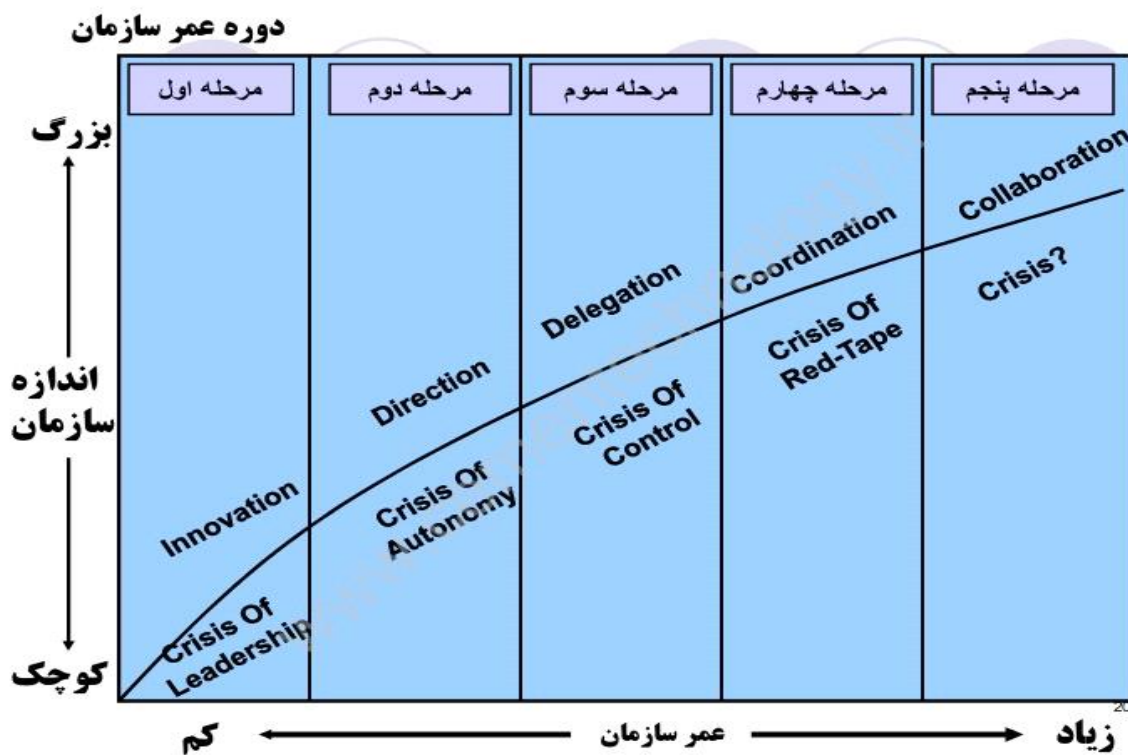 دوره عمر سازمان
مرحله اول
مرحله دوم
مرحله سوم
مرحله چهارم
مرحله پنجم
بزرگ
اندازه
سازمان
کوچک
Innovation
Crisis Of
Leadership
Direction
Crisis Of
Autonomy
Delegation
Crisis Of
Control
Coordination
Crisis Of
Red-Tape
Collaboration
Crisis?
کم
عمر سازمان
زیاد
20